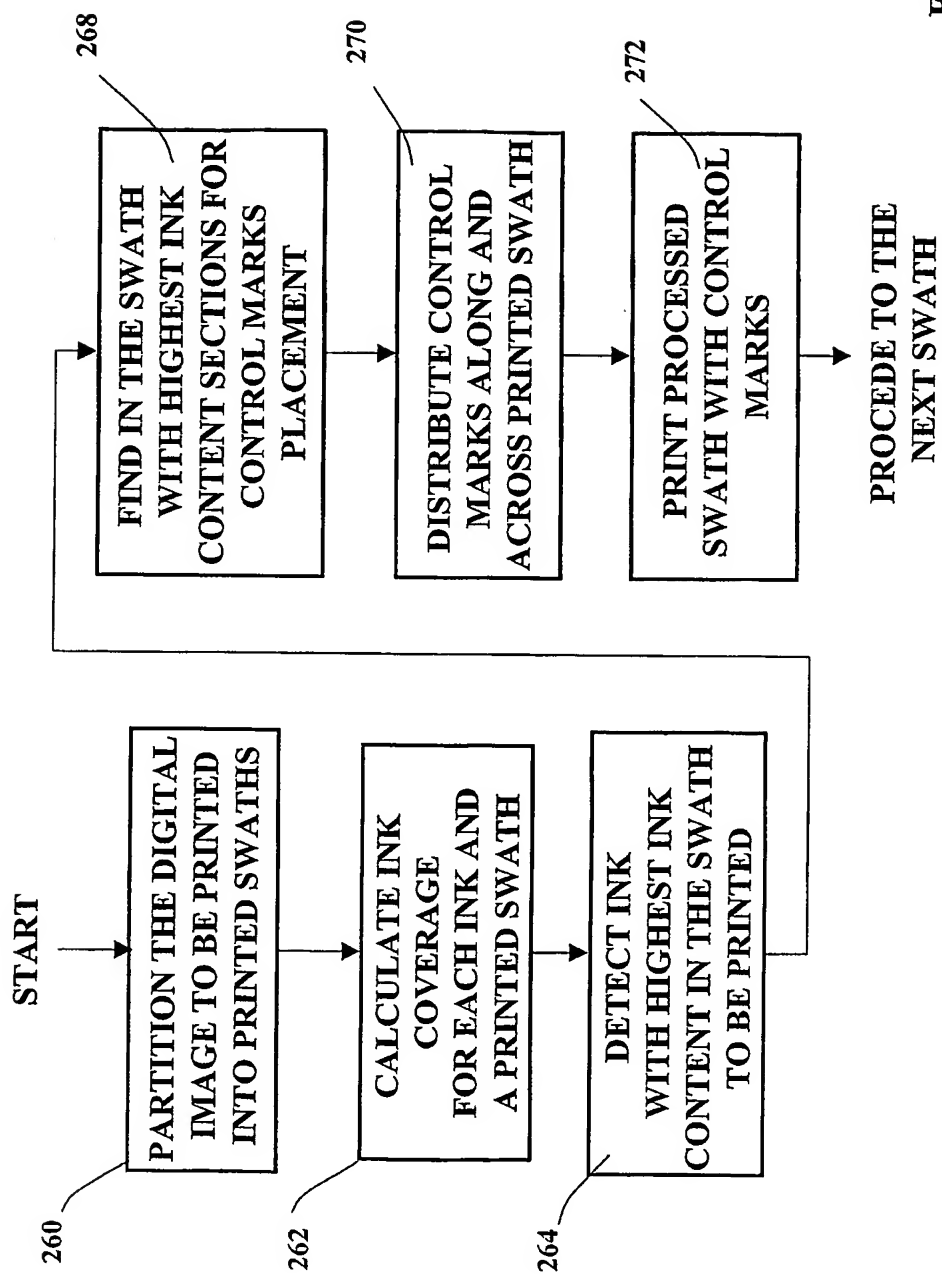 START
260
PARTITION THE DIGITAL
IMAGE TO BE PRINTED
INTO PRINTED SWATHS
262
CALCULATE INK
COVERAGE
FOR EACH INK AND
A PRINTED SWATH
264
DETECT INK
WITH HIGHEST INK
CONTENT IN THE SWATH
TO BE PRINTED
268
FIND IN THE SWATH
WITH HIGHEST INK
CONTENT SECTIONS FOR
CONTROL MARKS
PLACEMENT
270
DISTRIBUTE CONTROL
MARKS ALONG AND
ACROSS PRINTED SWATH
272
PRINT PROCESSED
SWATH WITH CONTROL
MARKS
PROCEDE TO THE
NEXT SWATH